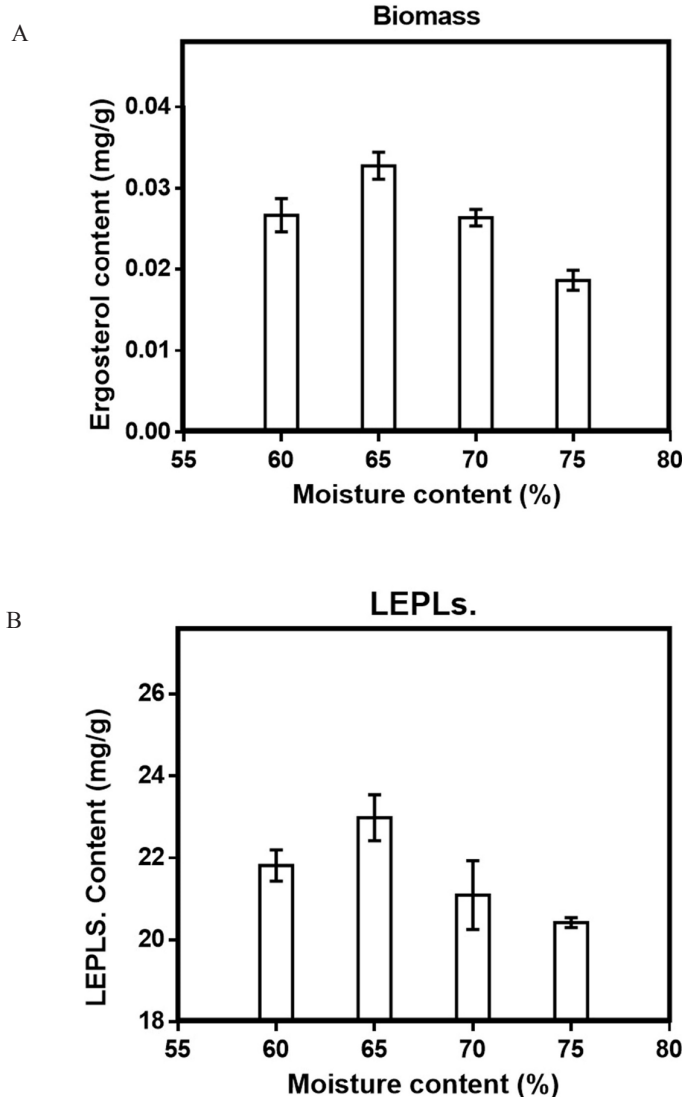 A
Biomass
Ergosterol content (mg/g)
0.04
0.03
0.02
0.01
0.00
55 60 65 70 75 80
Moisture content (%)
B
LEPLs.
LEPLS. Content (mg/g)
26
24
22
20
18
55 60 65 70 75 80
Moisture content (%)